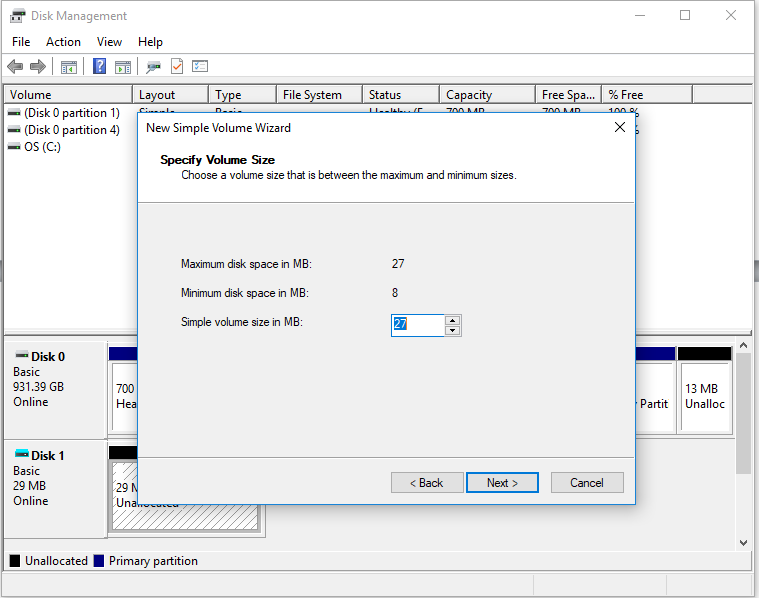 Disk Management
File Action View Help
Volume Layout Type File System Status Capacity Free Spa... % Free
(Disk 0 partition 1) Simple Basic Healthy (E 700 MB 700 MB 100 %
(Disk 0 partition 4) %
OS (C:)
New Simple Volume Wizard
Specify Volume Size
Choose a volume size that is between the maximum and minimum sizes.
Maximum disk space in MB: 27
Minimum disk space in MB: 8
Simple volume size in MB: 27
< Back Next > Cancel
Disk 0
Basic
931.39 GB
Online
700
Hea
Partit
13 MB
Unalloc
Disk 1
Basic
29 MB
Online
29 M
Unallocated
Unallocated Primary partition